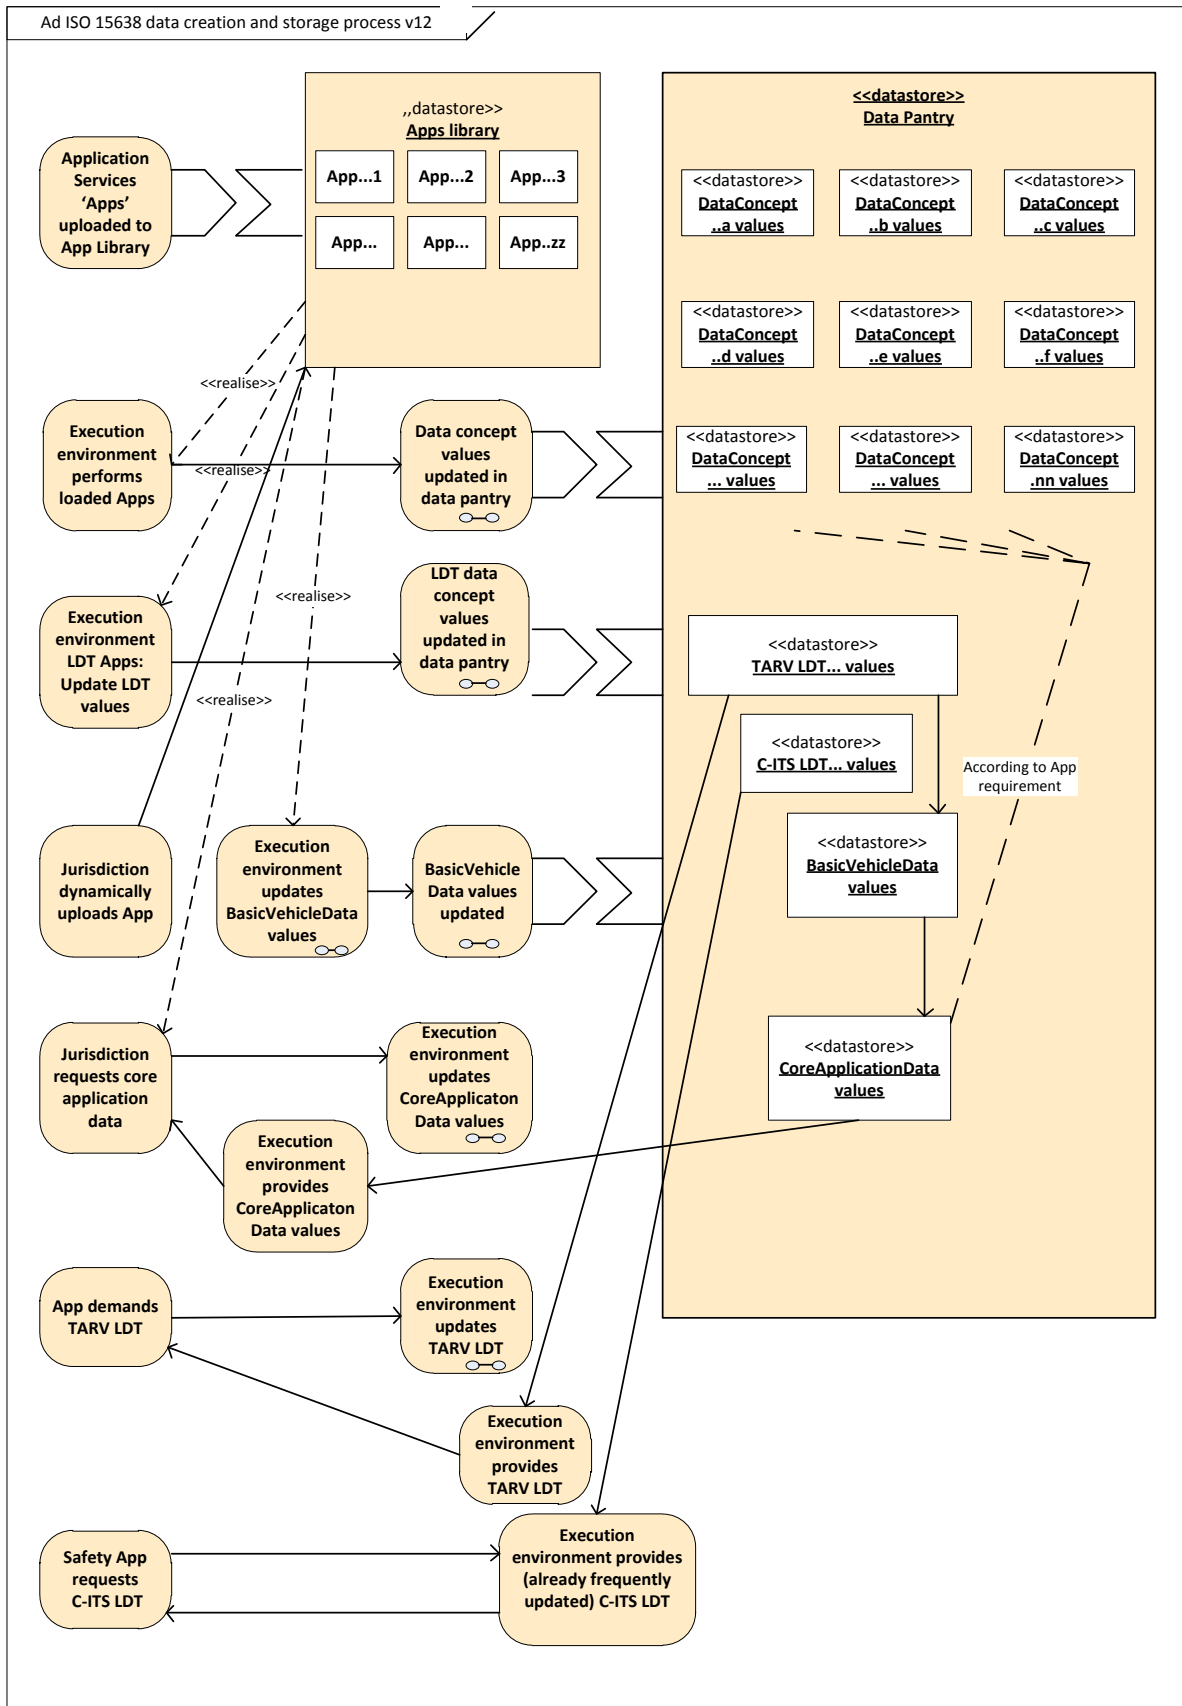 Ad ISO 15638 data creation and storage process v12
,,datastore>>
Apps library
App...1
App...2
App...3
App...
App...
App..zz
<<datastore>>
Data Pantry
<<datastore>>
DataConcept
..a values
<<datastore>>
DataConcept
..b values
<<datastore>>
DataConcept
..c values
<<datastore>>
DataConcept
..d values
<<datastore>>
DataConcept
..e values
<<datastore>>
DataConcept
..f values
<<datastore>>
DataConcept
... values
<<datastore>>
DataConcept
... values
<<datastore>>
DataConcept
.nn values
Application
Services
‘Apps’
uploaded to
App Library
<<realise>>
Execution
environment
performs
loaded Apps
<<realise>>
Data concept
values
updated in
data pantry
Execution
environment
LDT Apps:
Update LDT
values
<<realise>>
<<realise>>
LDT data
concept
values
updated in
data pantry
<<datastore>>
TARV LDT... values
<<datastore>>
C-ITS LDT... values
According to App
requirement
Jurisdiction
dynamically
uploads App
Execution
environment
updates
BasicVehicleData
values
BasicVehicle
Data values
updated
<<datastore>>
BasicVehicleData
values
Jurisdiction
requests core
application
data
Execution
environment
updates
CoreApplicaton
Data values
<<datastore>>
CoreApplicationData
values
Execution
environment
provides
CoreApplicaton
Data values
App demands
TARV LDT
Execution
environment
updates
TARV LDT
Execution
environment
provides
TARV LDT
Safety App
requests
C-ITS LDT
Execution
environment provides
(already frequently
updated) C-ITS LDT